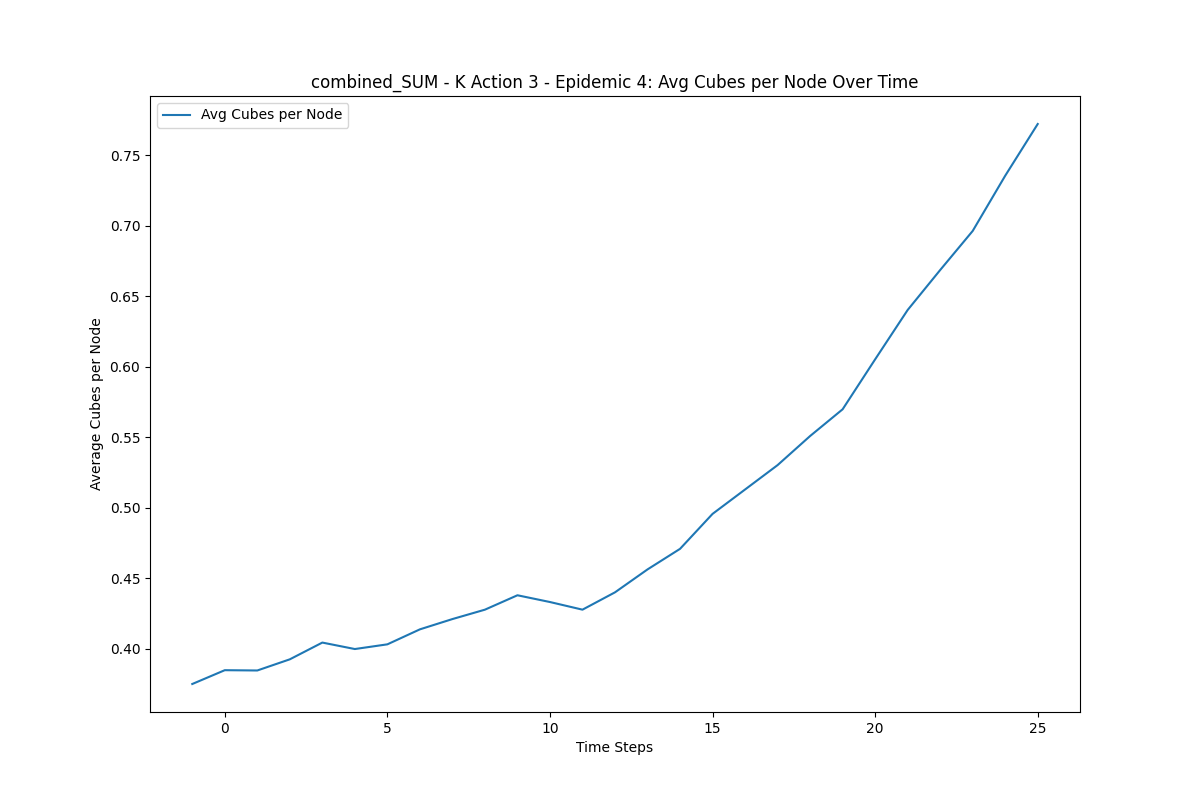 combined_SUM - K Action 3 - Epidemic 4: Avg Cubes per Node Over Time
Avg Cubes per Node
0.75
0.70
0.65
0.60
0.55
0.50
0.45
0.40
Average Cubes per Node
0 5 10 15 20 25
Time Steps